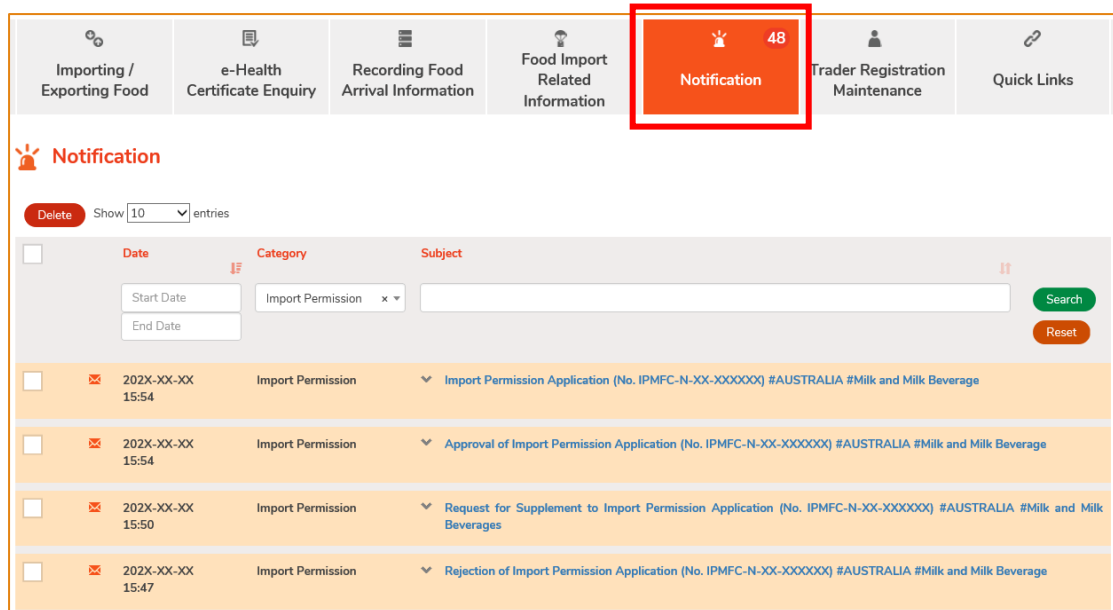 Importing /
Exporting Food
e-Health
Certificate Enquiry
Recording Food
Arrival Information
Food Import
Related
Information
48
Notification
Trader Registration
Maintenance
Quick Links
Notification
Delete Show 10 entries
Date Category Subject
Start Date Import Permission × Search
End Date Reset
202X-XX-XX Import Permission Import Permission Application (No. IPMFC-N-XX-XXXXXX) #AUSTRALIA #Milk and Milk Beverage
15:54
202X-XX-XX Import Permission Approval of Import Permission Application (No. IPMFC-N-XX-XXXXXX) #AUSTRALIA #Milk and Milk Beverage
15:54
202X-XX-XX Import Permission Request for Supplement to Import Permission Application (No. IPMFC-N-XX-XXXXXX) #AUSTRALIA #Milk and Milk
15:50 Beverages
202X-XX-XX Import Permission Rejection of Import Permission Application (No. IPMFC-N-XX-XXXXXX) #AUSTRALIA #Milk and Milk Beverage
15:47